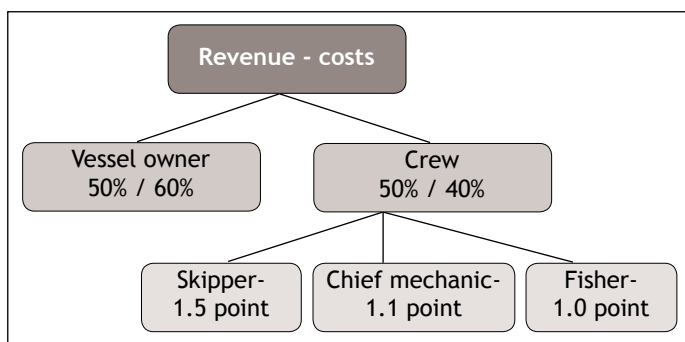 Revenue - costs
Vessel owner
50% / 60%
Crew
50% / 40%
Skipper-
1.5 point
Chief mechanic-
1.1 point
Fisher-
1.0 point